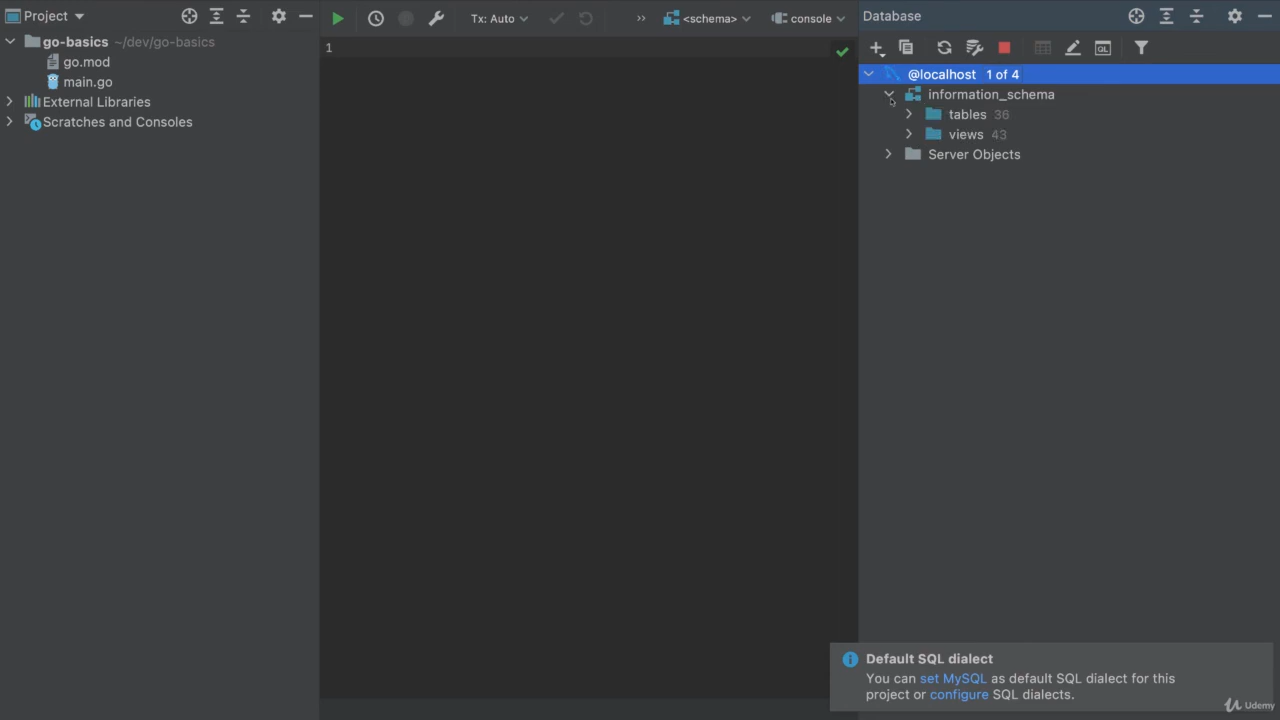 Project
go-basics ~/dev/go-basics
go.mod
main.go
External Libraries
Scratches and Consoles
Tx: Auto
<schema>
console
1
Database
@localhost 1 of 4
information_schema
tables 36
views 43
Server Objects
QL
Default SQL dialect
You can set MySQL as default SQL dialect for this
project or configure SQL dialects.
Udemy